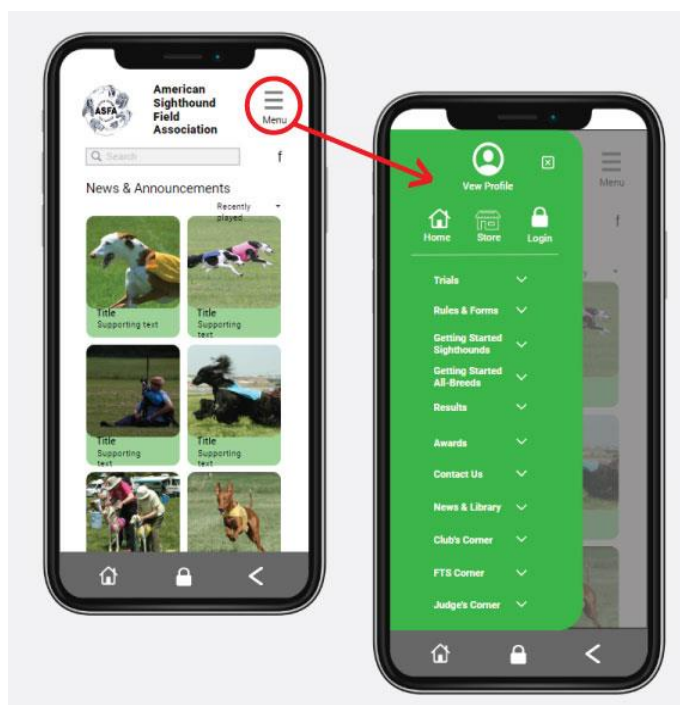 ASFA
American
Sighthound
Field
Association
Menu
Search
f
News & Announcements
Recently
played
Title
Supporting text
Title
Supporting
text
Title
Supporting
text
Title
Supporting
text
Vew Profile
Home
Store
Login
Trials
Rules & Forms
Getting Started
Sighthounds
Getting Started
All-Breeds
Results
Awards
Contact Us
News & Library
Club's Corner
FTS Corner
Judge's Corner
Menu
f